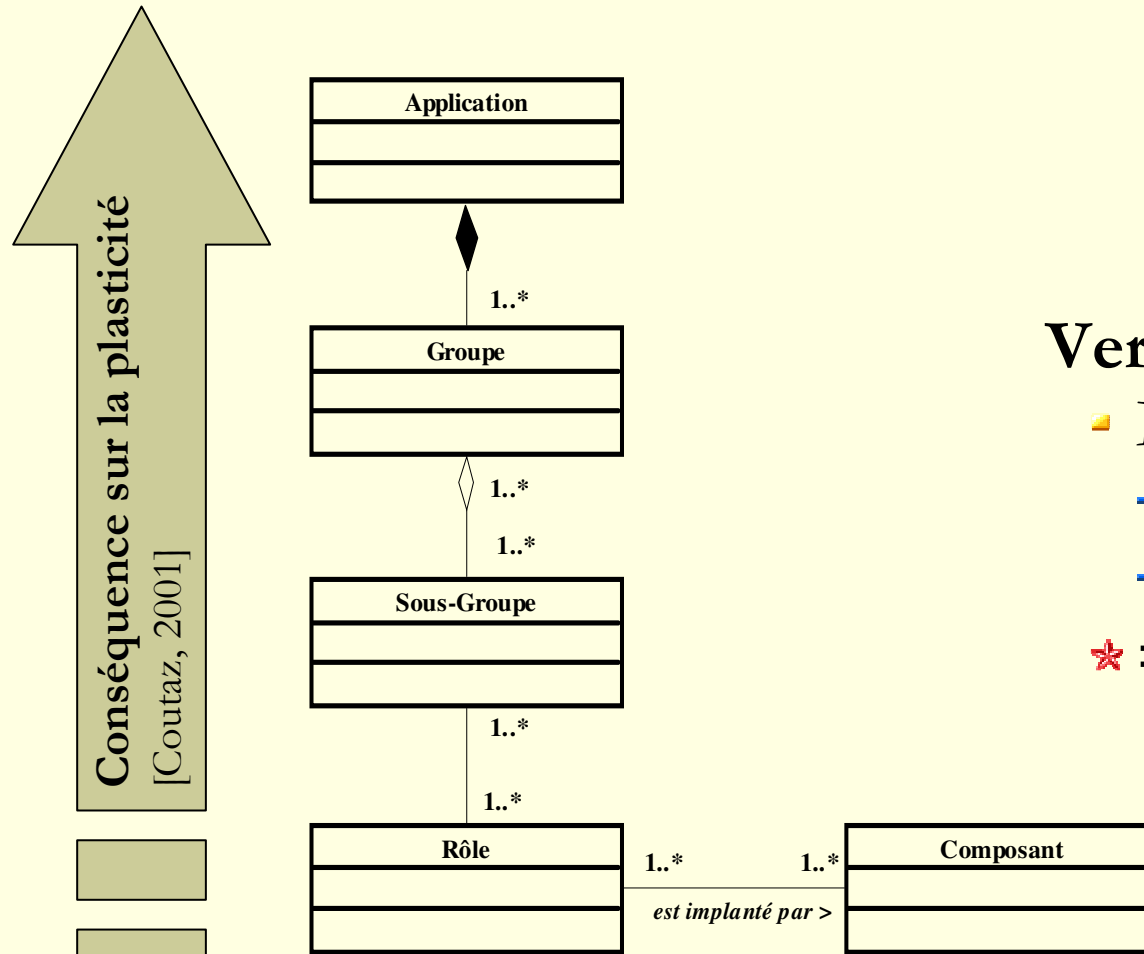 Conséquence sur la plasticité
[Coutaz, 2001]
Application
1..*
Groupe
1..*
1..*
Sous-Groupe
1..*
1..*
Rôle
1..*
1..*
est implanté par >
Composant